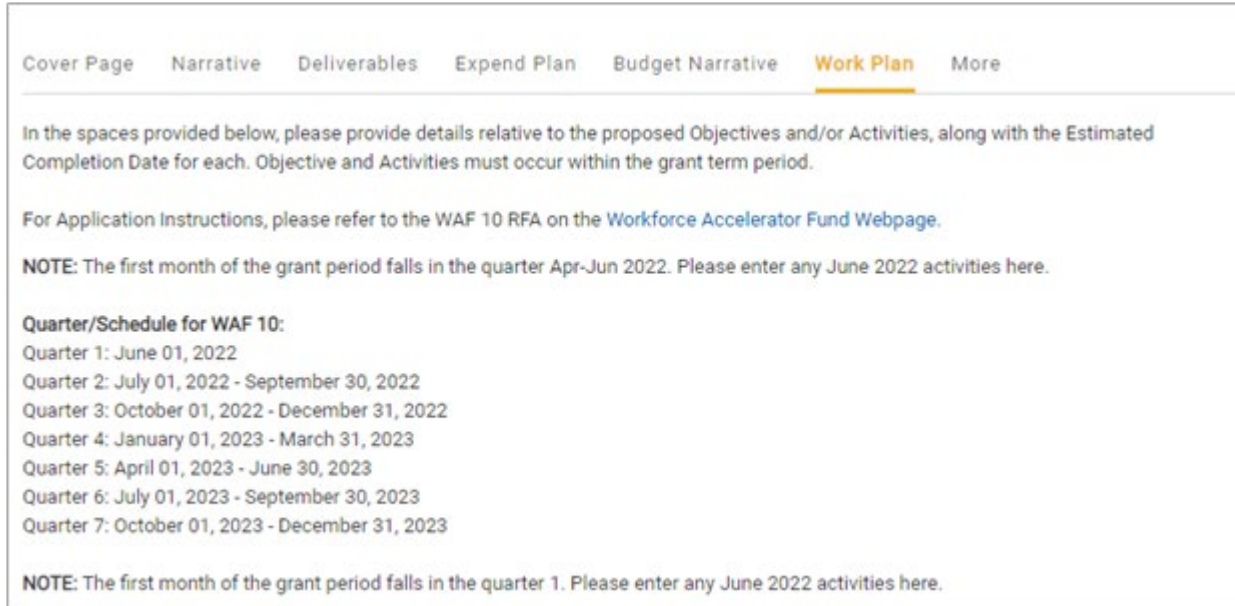 Cover Page Narrative Deliverables Expend Plan Budget Narrative Work Plan More
In the spaces provided below, please provide details relative to the proposed Objectives and/or Activities, along with the Estimated
Completion Date for each. Objective and Activities must occur within the grant term period.
For Application Instructions, please refer to the WAF 10 RFA on the Workforce Accelerator Fund Webpage.
NOTE: The first month of the grant period falls in the quarter Apr-Jun 2022. Please enter any June 2022 activities here.
Quarter/Schedule for WAF 10:
Quarter 1: June 01, 2022
Quarter 2: July 01, 2022 - September 30, 2022
Quarter 3: October 01, 2022 - December 31, 2022
Quarter 4: January 01, 2023 - March 31, 2023
Quarter 5: April 01, 2023 - June 30, 2023
Quarter 6: July 01, 2023 - September 30, 2023
Quarter 7: October 01, 2023 - December 31, 2023
NOTE: The first month of the grant period falls in the quarter 1. Please enter any June 2022 activities here.